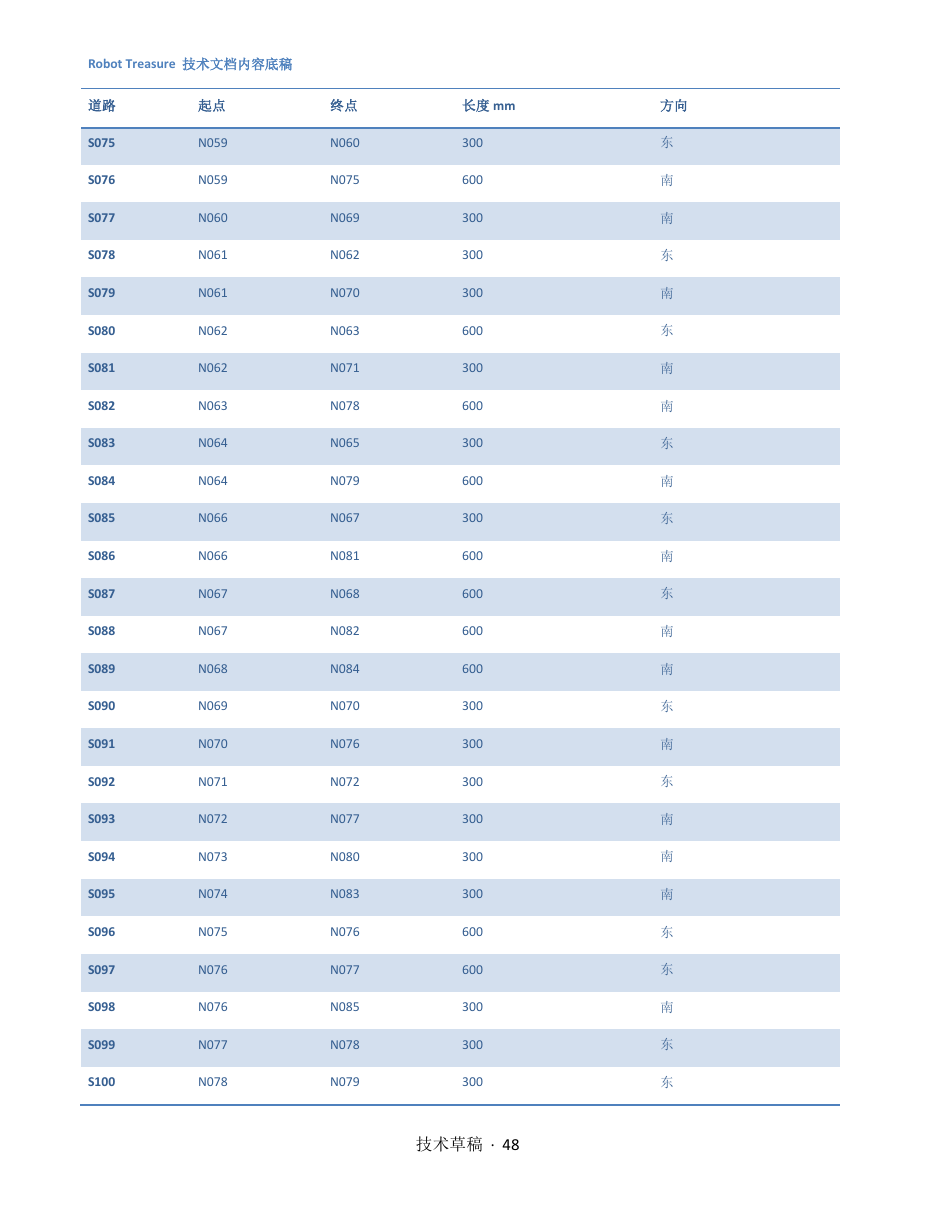 Robot Treasure 技术文档内容底稿
道路 起点 终点 长度 mm 方向
S075 N059 N060 300 东
S076 N059 N075 600 南
S077 N060 N069 300 南
S078 N061 N062 300 东
S079 N061 N070 300 南
S080 N062 N063 600 东
S081 N062 N071 300 南
S082 N063 N078 600 南
S083 N064 N065 300 东
S084 N064 N079 600 南
S085 N066 N067 300 东
S086 N066 N081 600 南
S087 N067 N068 600 东
S088 N067 N082 600 南
S089 N068 N084 600 南
S090 N069 N070 300 东
S091 N070 N076 300 南
S092 N071 N072 300 东
S093 N072 N077 300 南
S094 N073 N080 300 南
S095 N074 N083 300 南
S096 N075 N076 600 东
S097 N076 N077 600 东
S098 N076 N085 300 南
S099 N077 N078 300 东
S100 N078 N079 300 东
技术草稿 · 48